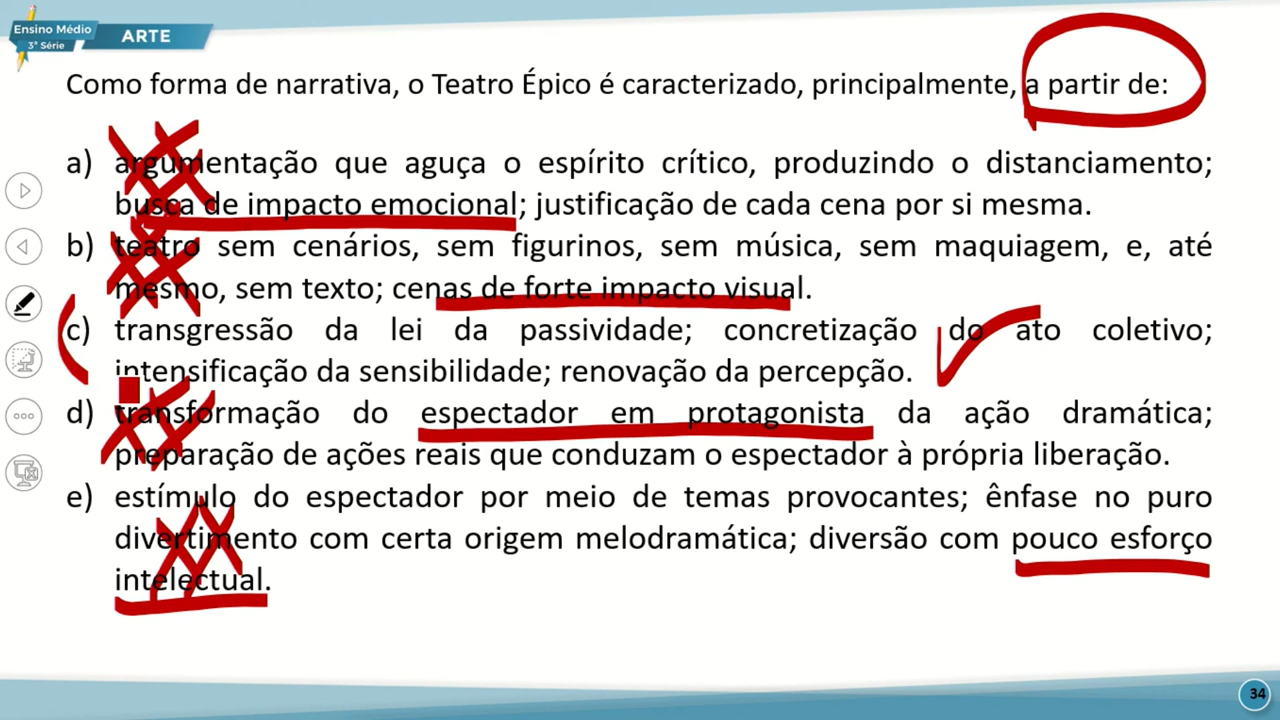 Ensino Médio
3ª Série
ARTE
Como forma de narrativa, o Teatro Épico é caracterizado, principalmente, a partir de:
a) argumentação que aguça o espírito crítico, produzindo o distanciamento;
busca de impacto emocional; justificação de cada cena por si mesma.
b) teatro sem cenários, sem figurinos, sem música, sem maquiagem, e, até
mesmo, sem texto; cenas de forte impacto visual.
c) transgressão da lei da passividade; concretização do ato coletivo;
intensificação da sensibilidade; renovação da percepção.
d) transformação do espectador em protagonista da ação dramática;
preparação de ações reais que conduzam o espectador à própria liberação.
e) estímulo do espectador por meio de temas provocantes; ênfase no puro
divertimento com certa origem melodramática; diversão com pouco esforço
intelectual.
34